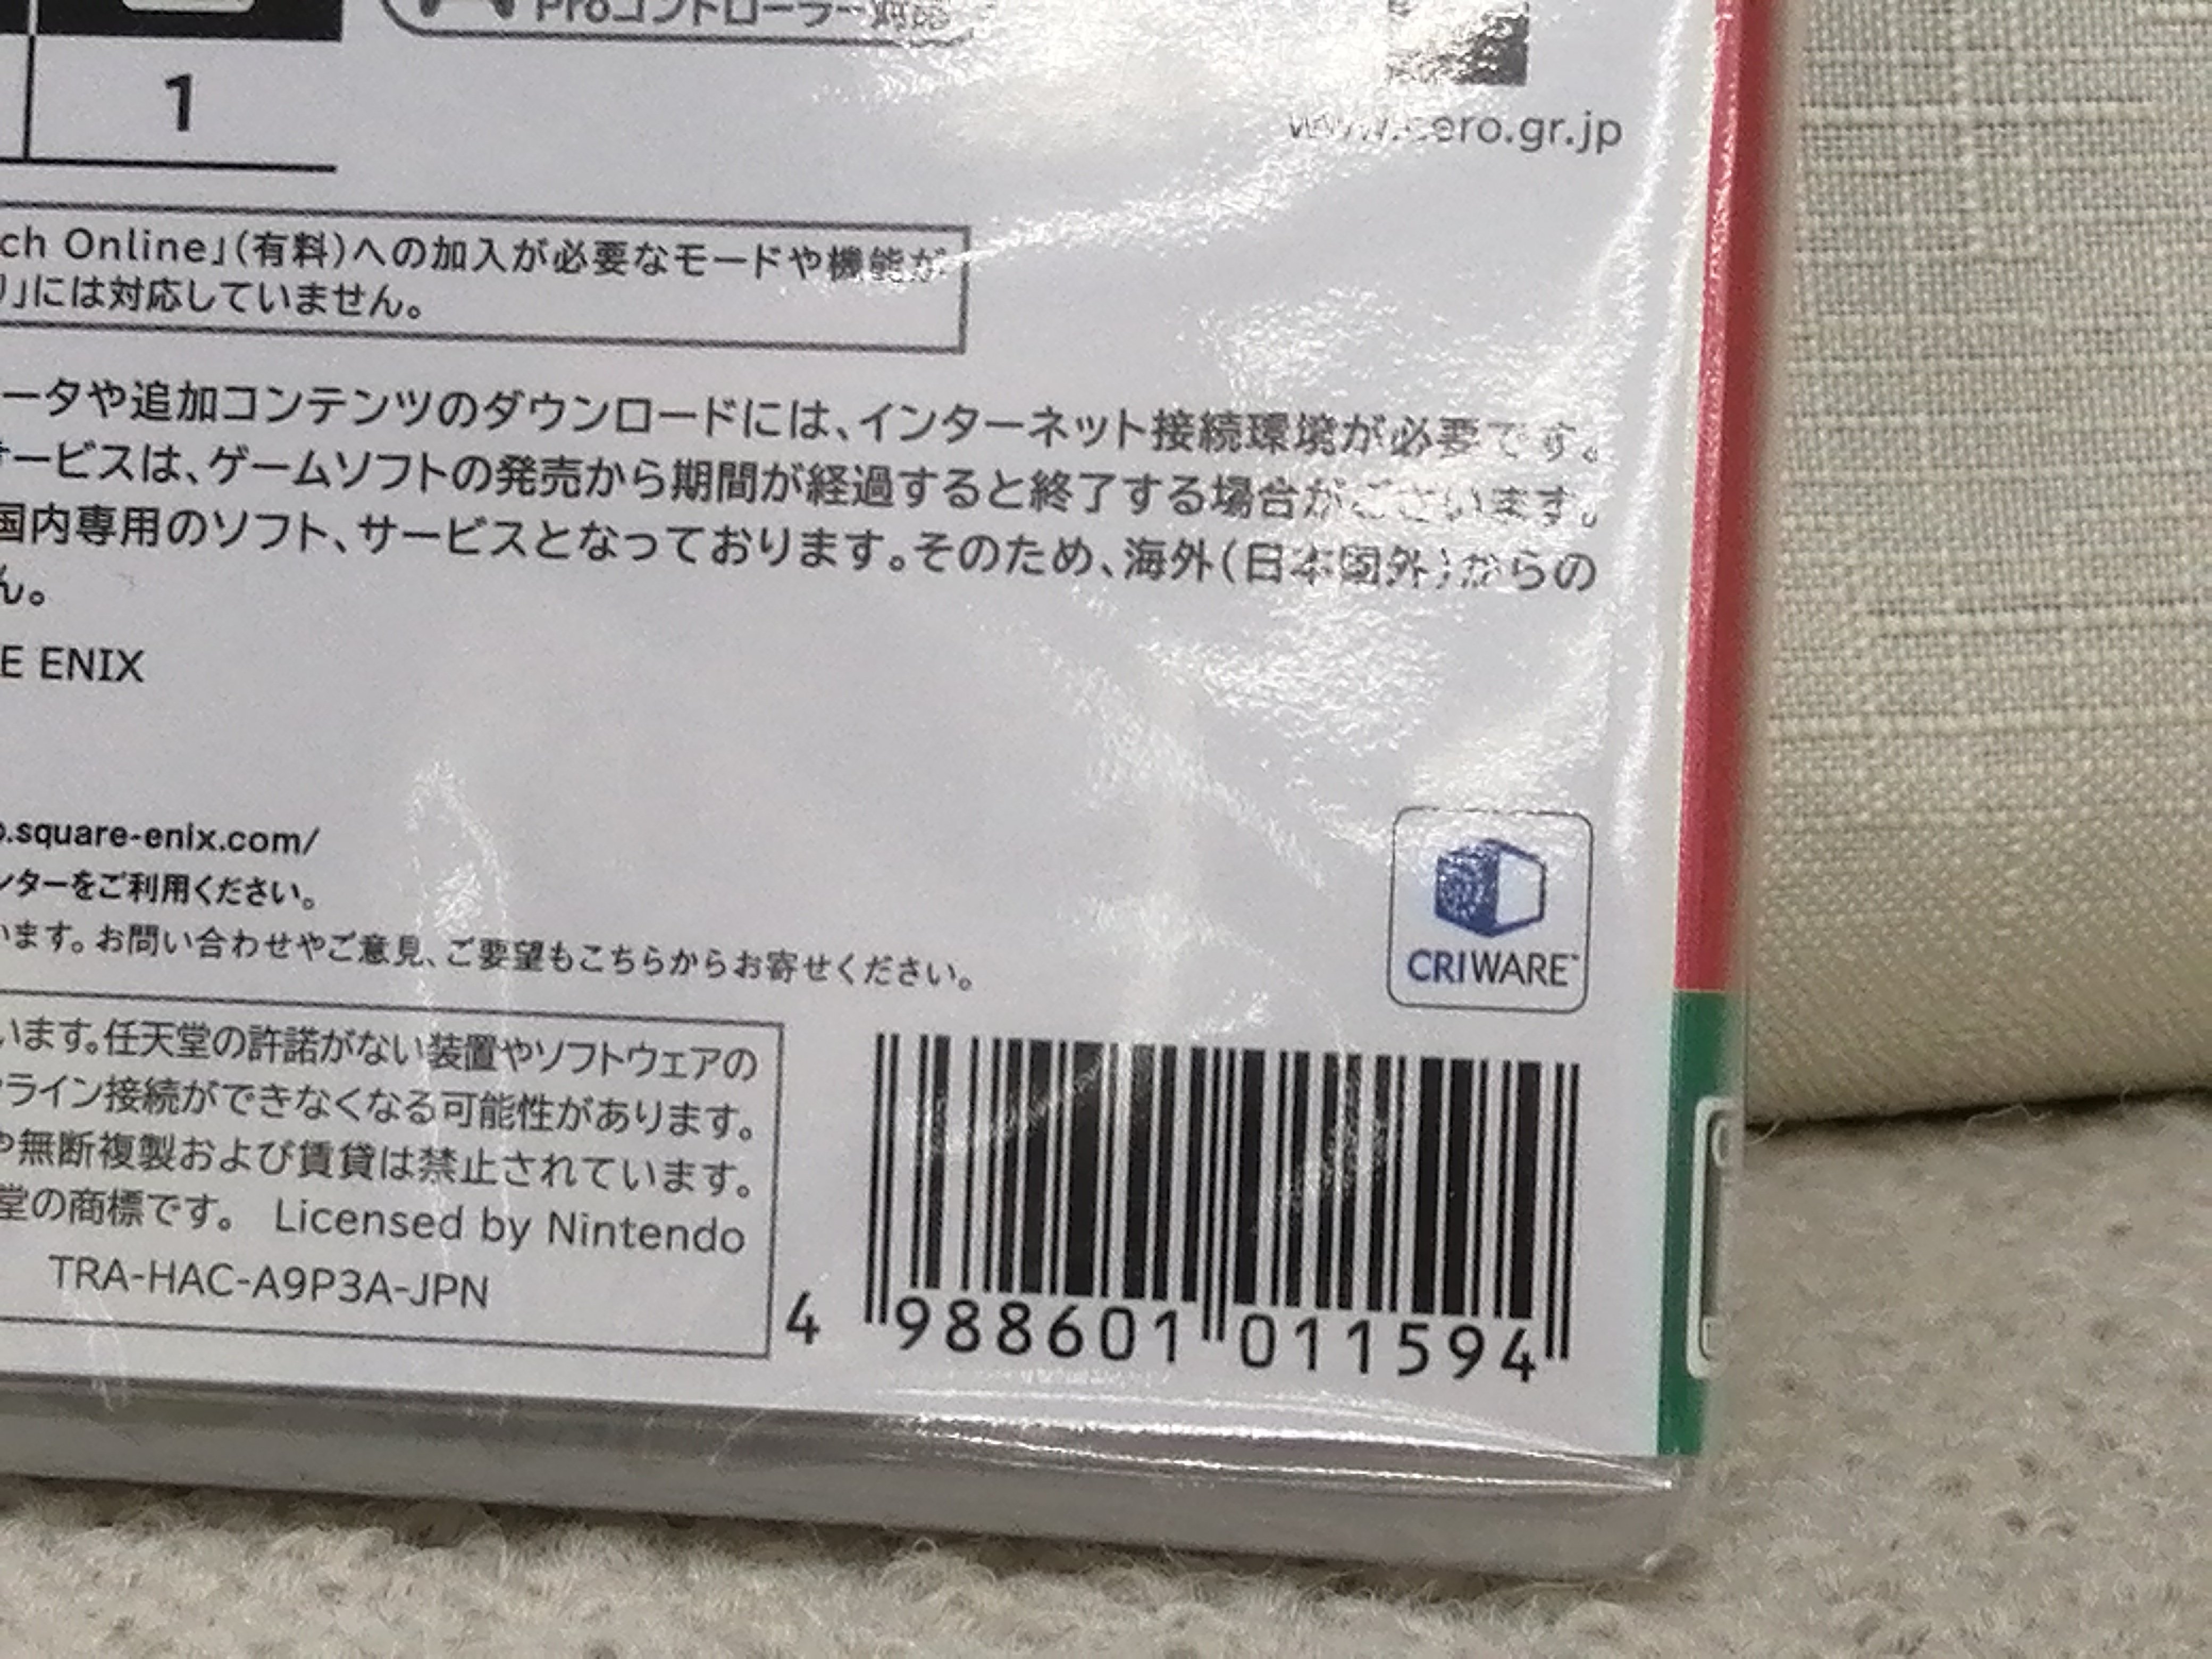 Proコントローラー対応
1
www.cero.gr.jp
ch Online」(有料)への加入が必要なモードや機能が
」には対応していません。
ータや追加コンテンツのダウンロードには、インターネット接続環境が必要です。
サービスは、ゲームソフトの発売から期間が経過すると終了する場合がございます。
国内専用のソフト、サービスとなっております。そのため、海外(日本国外)からの
ん。
E ENIX
.square-enix.com/
ンターをご利用ください。
います。お問い合わせやご意見、ご要望もこちらからお寄せください。
CRIWARE™
います。任天堂の許諾がない装置やソフトウェアの
ライン接続ができなくなる可能性があります。
や無断複製および賃貸は禁止されています。
堂の商標です。 Licensed by Nintendo
TRA-HAC-A9P3A-JPN
4 988601 011594